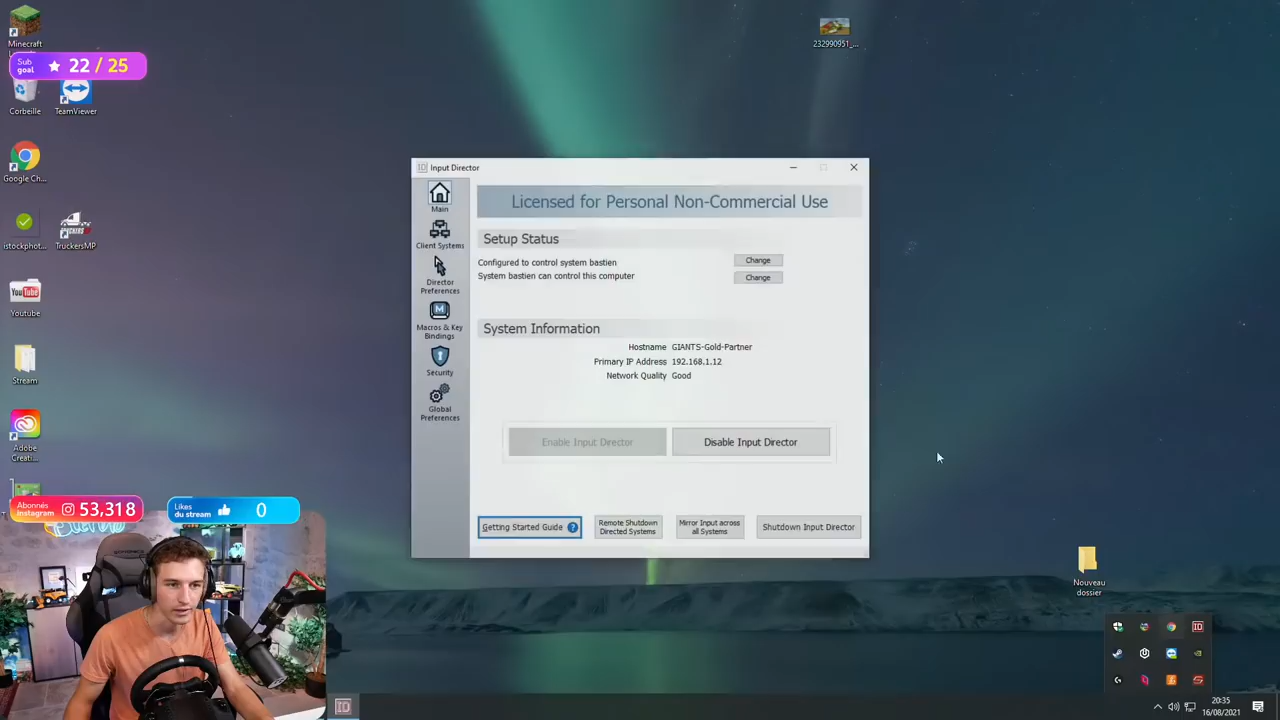 Minecraft
232990951_...
Sub
goal
22 / 25
Corbeille
TeamViewer
Google Ch...
istockphot...
TruckersMP
Youtube
Stream
Adobe
Creati...
Abonnés
Instagram
53,318
Likes
du stream
0
Input Director
Main
Client Systems
Director
Preferences
Macros & Key
Bindings
Security
Global
Preferences
Licensed for Personal Non-Commercial Use
Setup Status
Configured to control system bastien
Change
System bastien can control this computer
Change
System Information
Hostname GIANTS-Gold-Partner
Primary IP Address 192.168.1.12
Network Quality Good
Enable Input Director
Disable Input Director
Getting Started Guide ?
Remote Shutdown
Directed Systems
Mirror Input across
all Systems
Shutdown Input Director
Nouveau
dossier
ID
20:35
16/08/2021